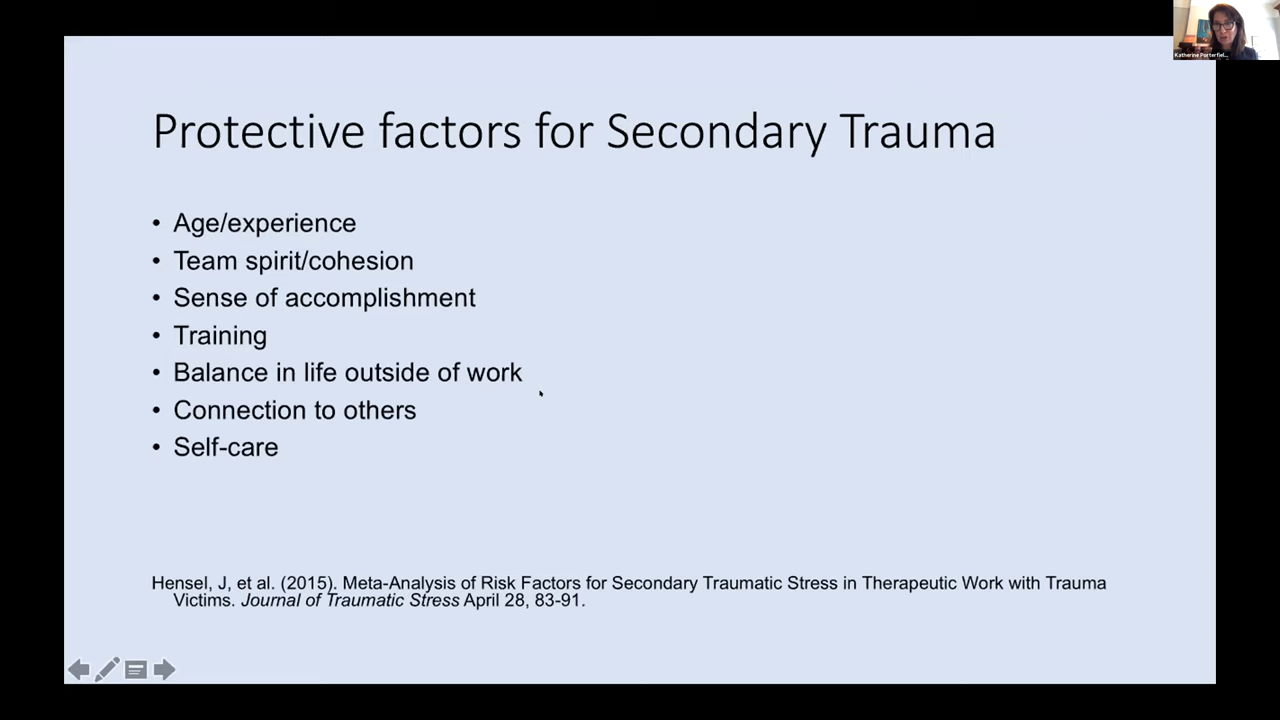 Katherine Porterfiel...
Protective factors for Secondary Trauma
• Age/experience
• Team spirit/cohesion
• Sense of accomplishment
• Training
• Balance in life outside of work
• Connection to others
• Self-care
Hensel, J, et al. (2015). Meta-Analysis of Risk Factors for Secondary Traumatic Stress in Therapeutic Work with Trauma
Victims. Journal of Traumatic Stress April 28, 83-91.